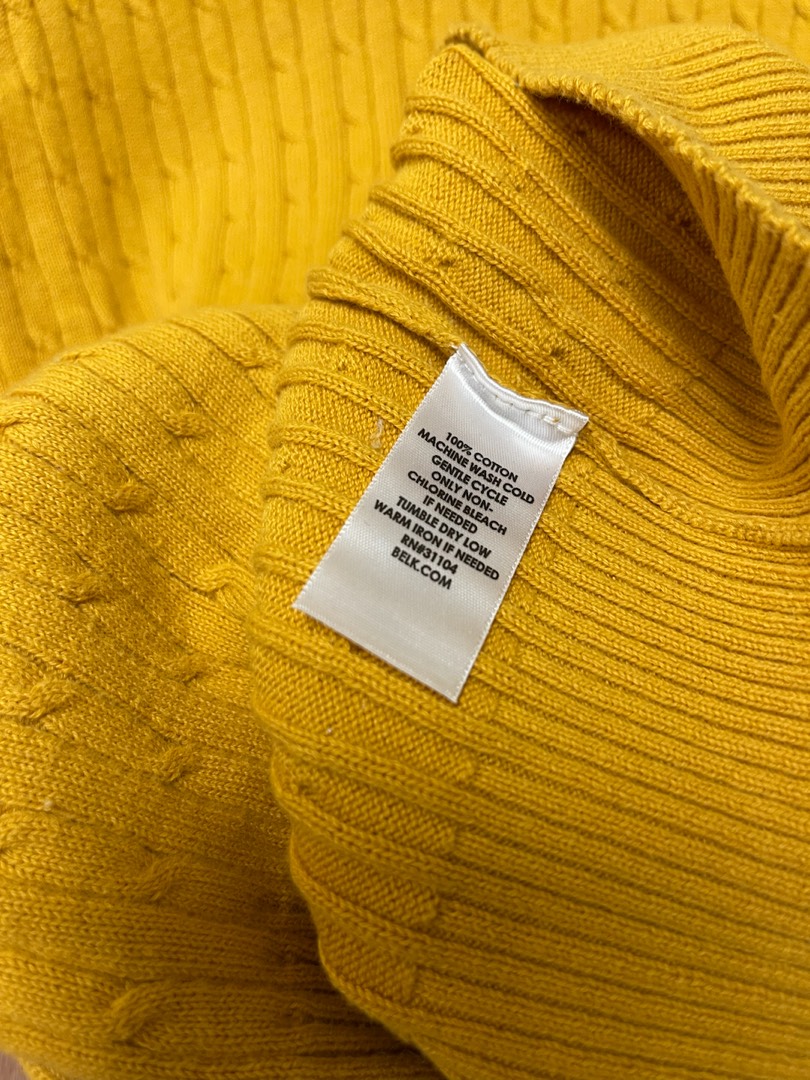 100% COTTON
MACHINE WASH COLD
GENTLE CYCLE
ONLY NON-
CHLORINE BLEACH
IF NEEDED
TUMBLE DRY LOW
WARM IRON IF NEEDED
RN#31104
BELK.COM